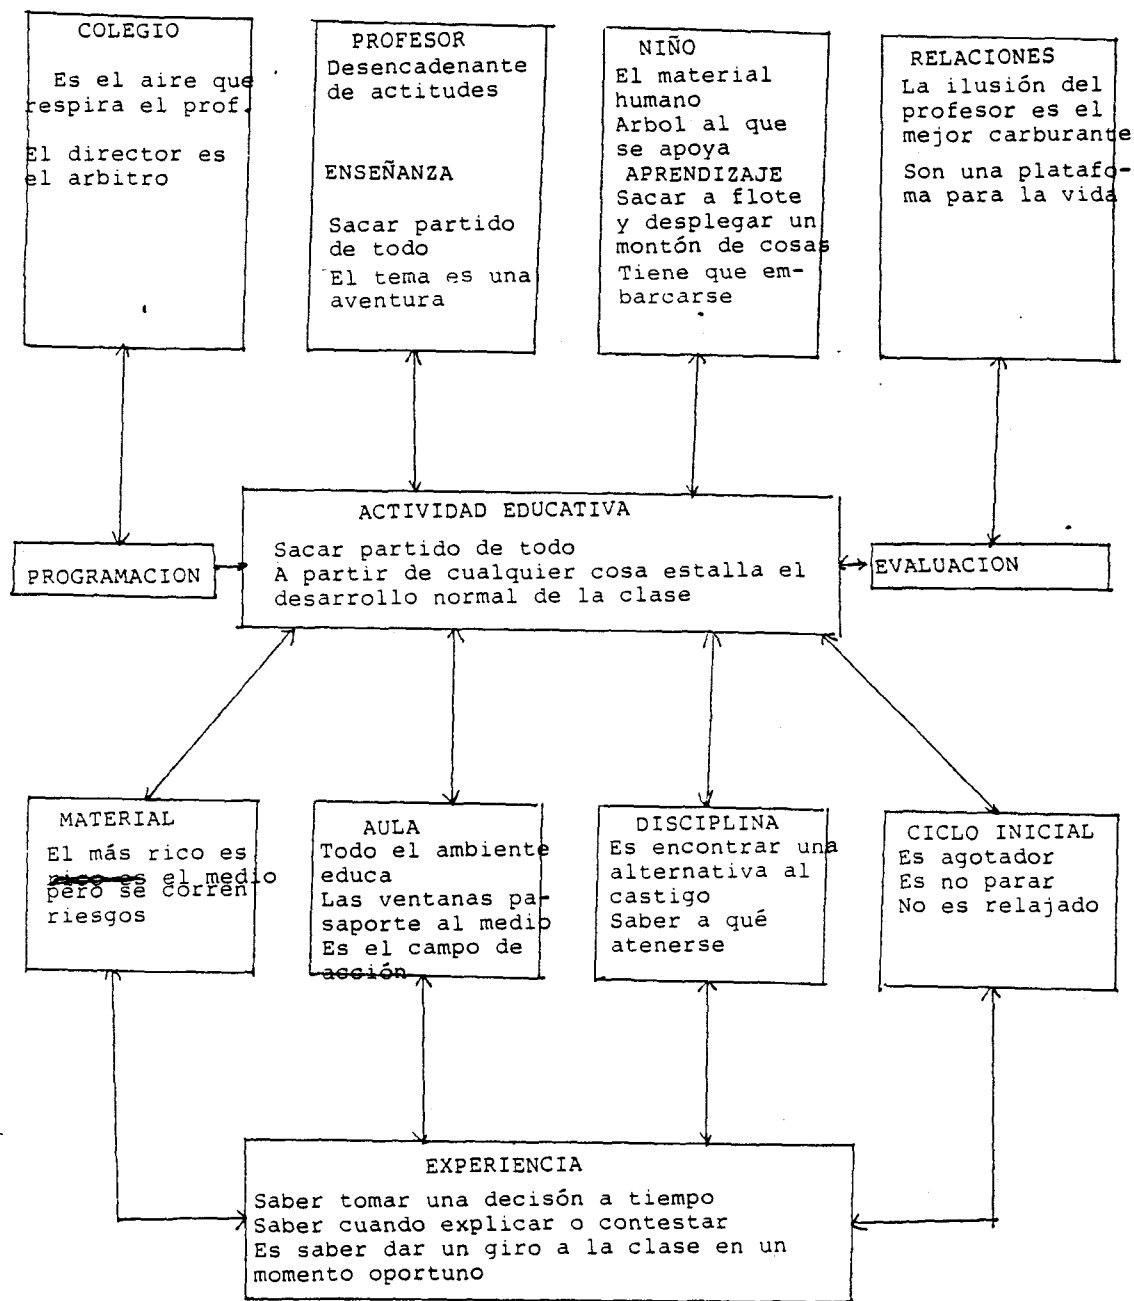 COLEGIO
Es el aire que
respira el prof.
El director es
el arbitro
PROFESOR
Desencadenante
de actitudes
ENSEÑANZA
Sacar partido
de todo
El tema es una
aventura
NIÑO
El material
humano
Arbol al que
se apoya
APRENDIZAJE
Sacar a flote
y desplegar un
montón de cosas
Tiene que em-
barcarse
RELACIONES
La ilusión del
profesor es el
mejor carburante
Son una platafo-
ma para la vida
ACTIVIDAD EDUCATIVA
Sacar partido de todo
A partir de cualquier cosa estalla el
desarrollo normal de la clase
PROGRAMACION
EVALUACION
MATERIAL
El más rico es
rico es el medio
pero se corren
riesgos
AULA
Todo el ambiente
educa
Las ventanas pa-
saporte al medio
Es el campo de
acción
DISCIPLINA
Es encontrar una
alternativa al
castigo
Saber a qué
atenerse
CICLO INICIAL
Es agotador
Es no parar
No es relajado
EXPERIENCIA
Saber tomar una decisón a tiempo
Saber cuando explicar o contestar
Es saber dar un giro a la clase en un
momento oportuno